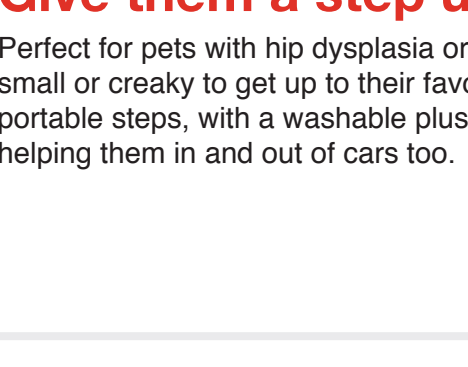 Give them a step u
Perfect for pets with hip dysplasia or
small or creaky to get up to their favo
portable steps, with a washable plus
helping them in and out of cars too.